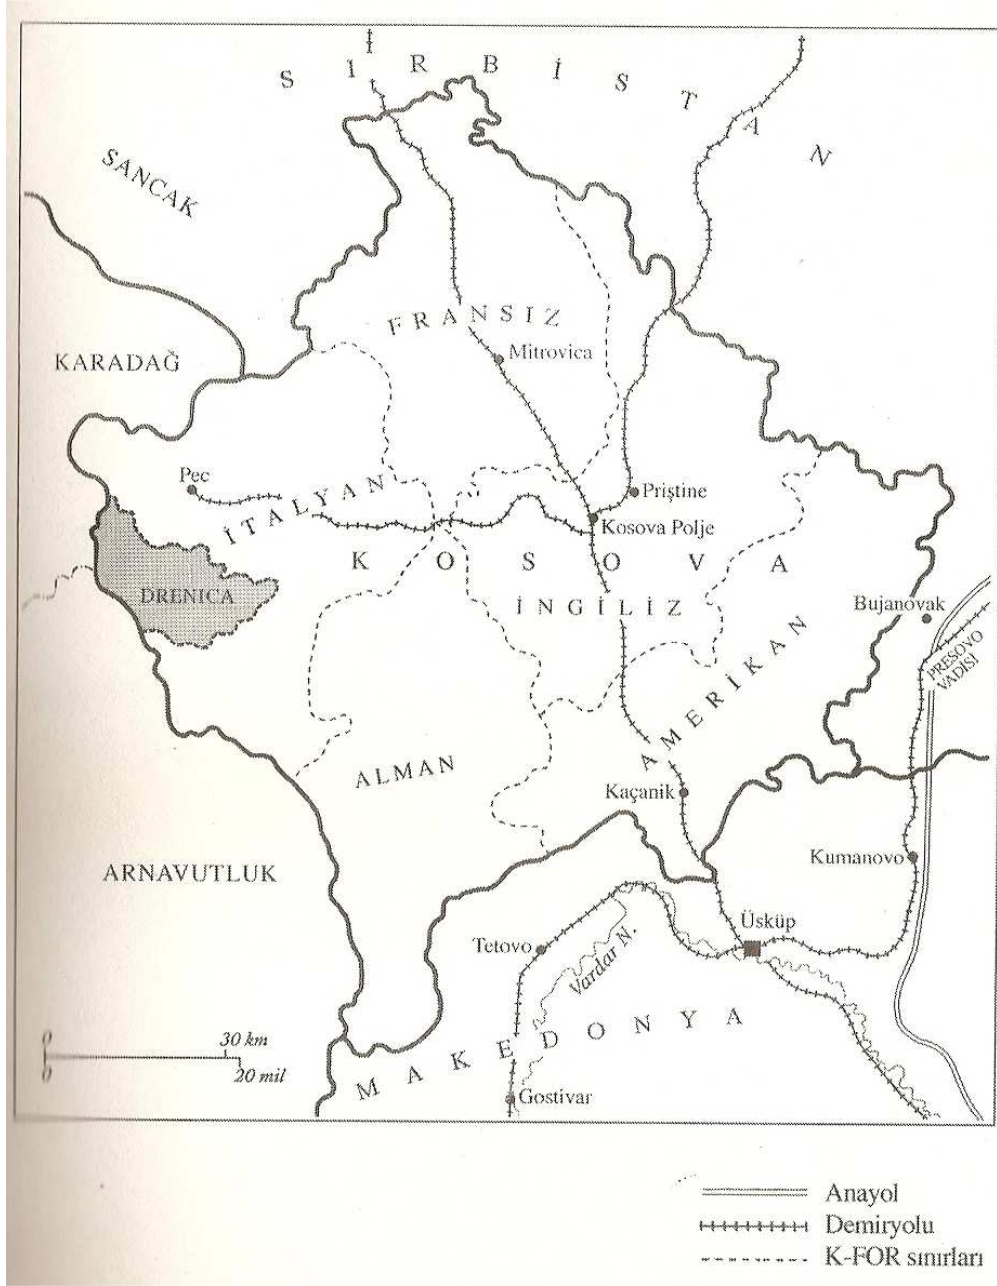 SIRBİSTAN
SANCAK
FRANSIZ
Mitrovica
KARADAĞ
Pec
İTALYAN
Priştine
Kosova Polje
KOSOVA
DRENICA
İNGİLİZ
Bujanovak
PRESOVO
VADİSİ
AMERİKAN
ALMAN
Kaçanik
Kumanovo
ARNAVUTLUK
Üsküp
Tetovo
Vardar N.
MAKEDONYA
0
30 km
0
20 mil
Gostivar
Anayol
Demiryolu
K-FOR sınırları